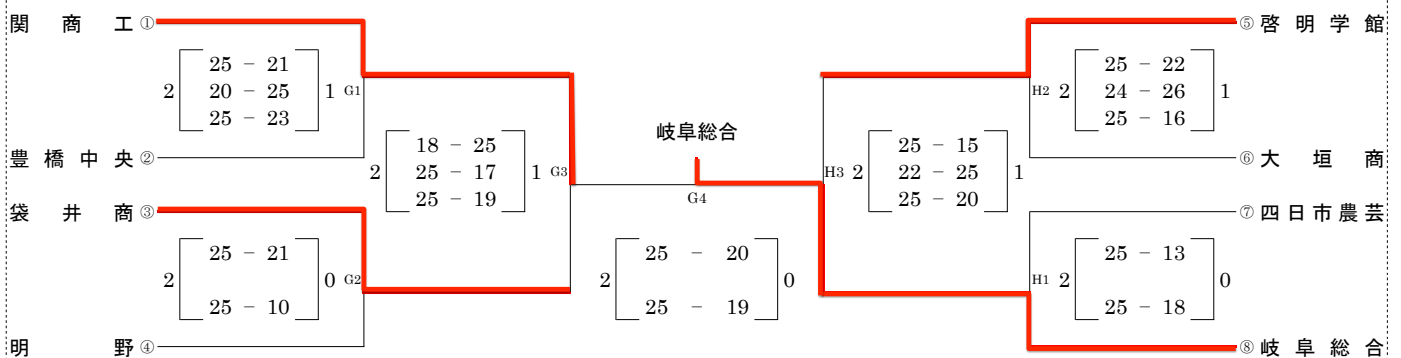 関商工①
2 25 - 21 1 G1
20 - 25
25 - 23
豊橋中央②
2 18 - 25 1 G3
25 - 17
25 - 19
袋井商③
2 25 - 21 0 G2
25 - 10
明野④
岐阜総合
G4
2 25 - 20 0
25 - 19
⑤啓明学館
H2 2 25 - 22 1
24 - 26
25 - 16
⑥大垣商
H3 2 25 - 15 1
22 - 25
25 - 20
⑦四日市農芸
H1 2 25 - 13 0
25 - 18
⑧岐阜総合